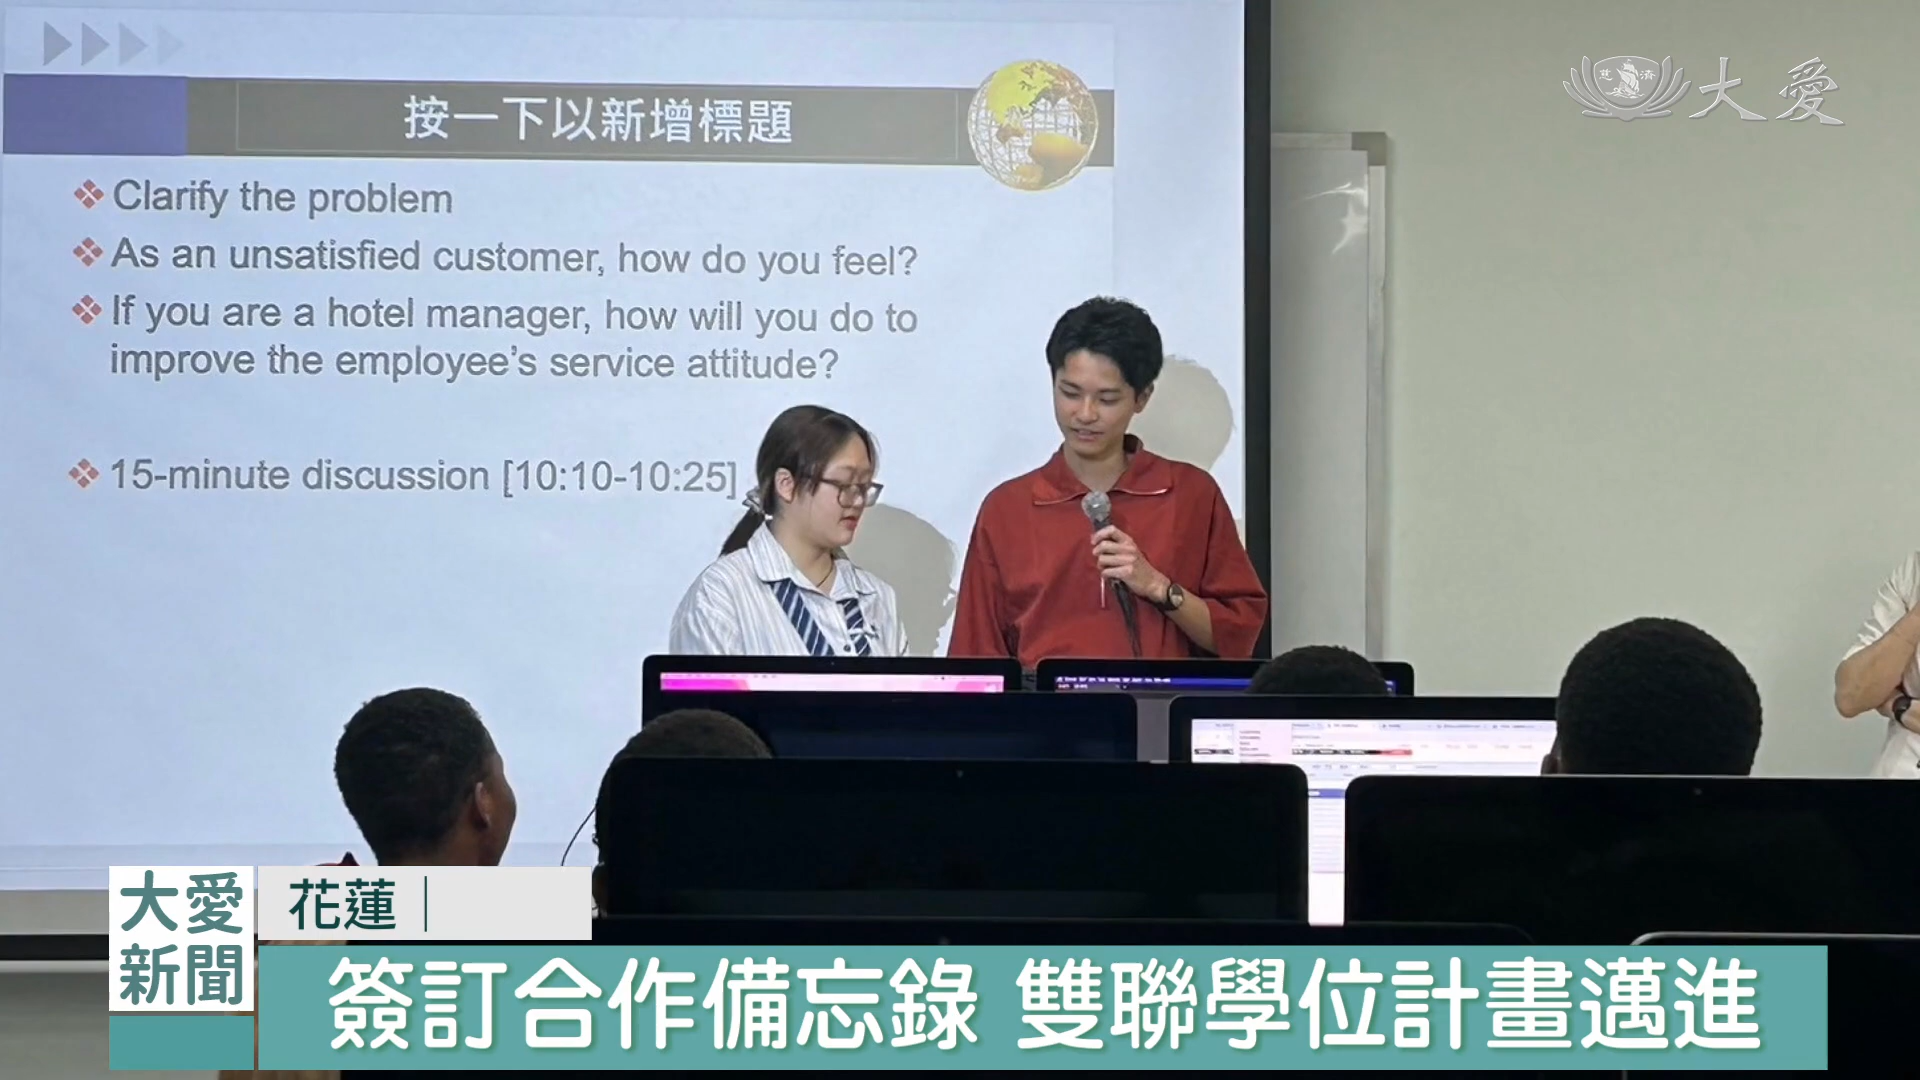 慈濟 大愛
按一下以新增標題
Clarify the problem
As an unsatisfied customer, how do you feel?
If you are a hotel manager, how will you do to
improve the employee's service attitude?
15-minute discussion [10:10-10:25]
大愛
新聞
花蓮
簽訂合作備忘錄 雙聯學位計畫邁進